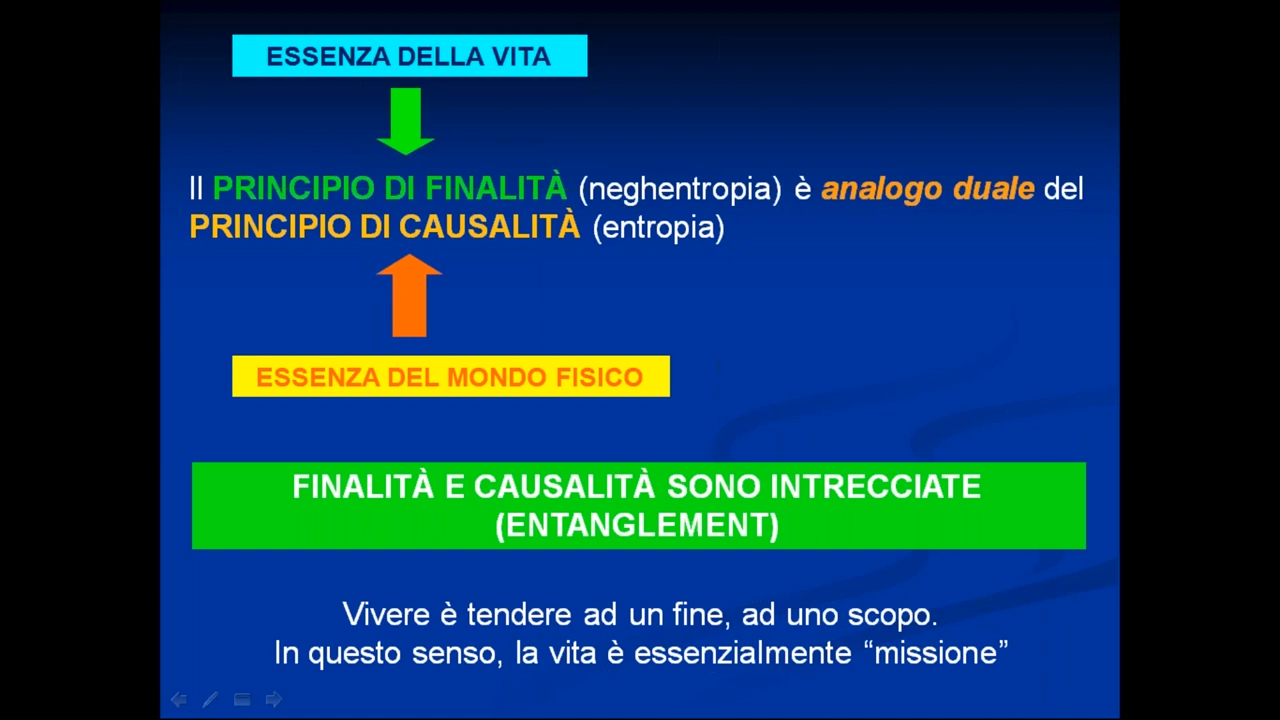 ESSENZA DELLA VITA
Il PRINCIPIO DI FINALITÀ (neghentropia) è analogo duale del
PRINCIPIO DI CAUSALITÀ (entropia)
ESSENZA DEL MONDO FISICO
FINALITÀ E CAUSALITÀ SONO INTRECCIATE
(ENTANGLEMENT)
Vivere è tendere ad un fine, ad uno scopo.
In questo senso, la vita è essenzialmente “missione”